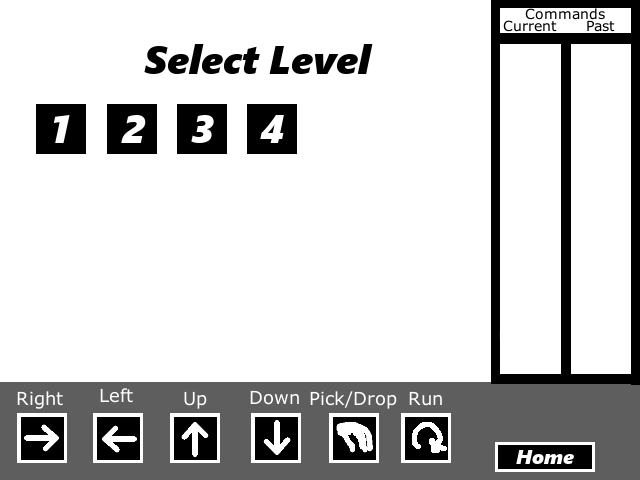 Commands
Current Past
Select Level
1 2 3 4
Right Left Up Down Pick/Drop Run
Home